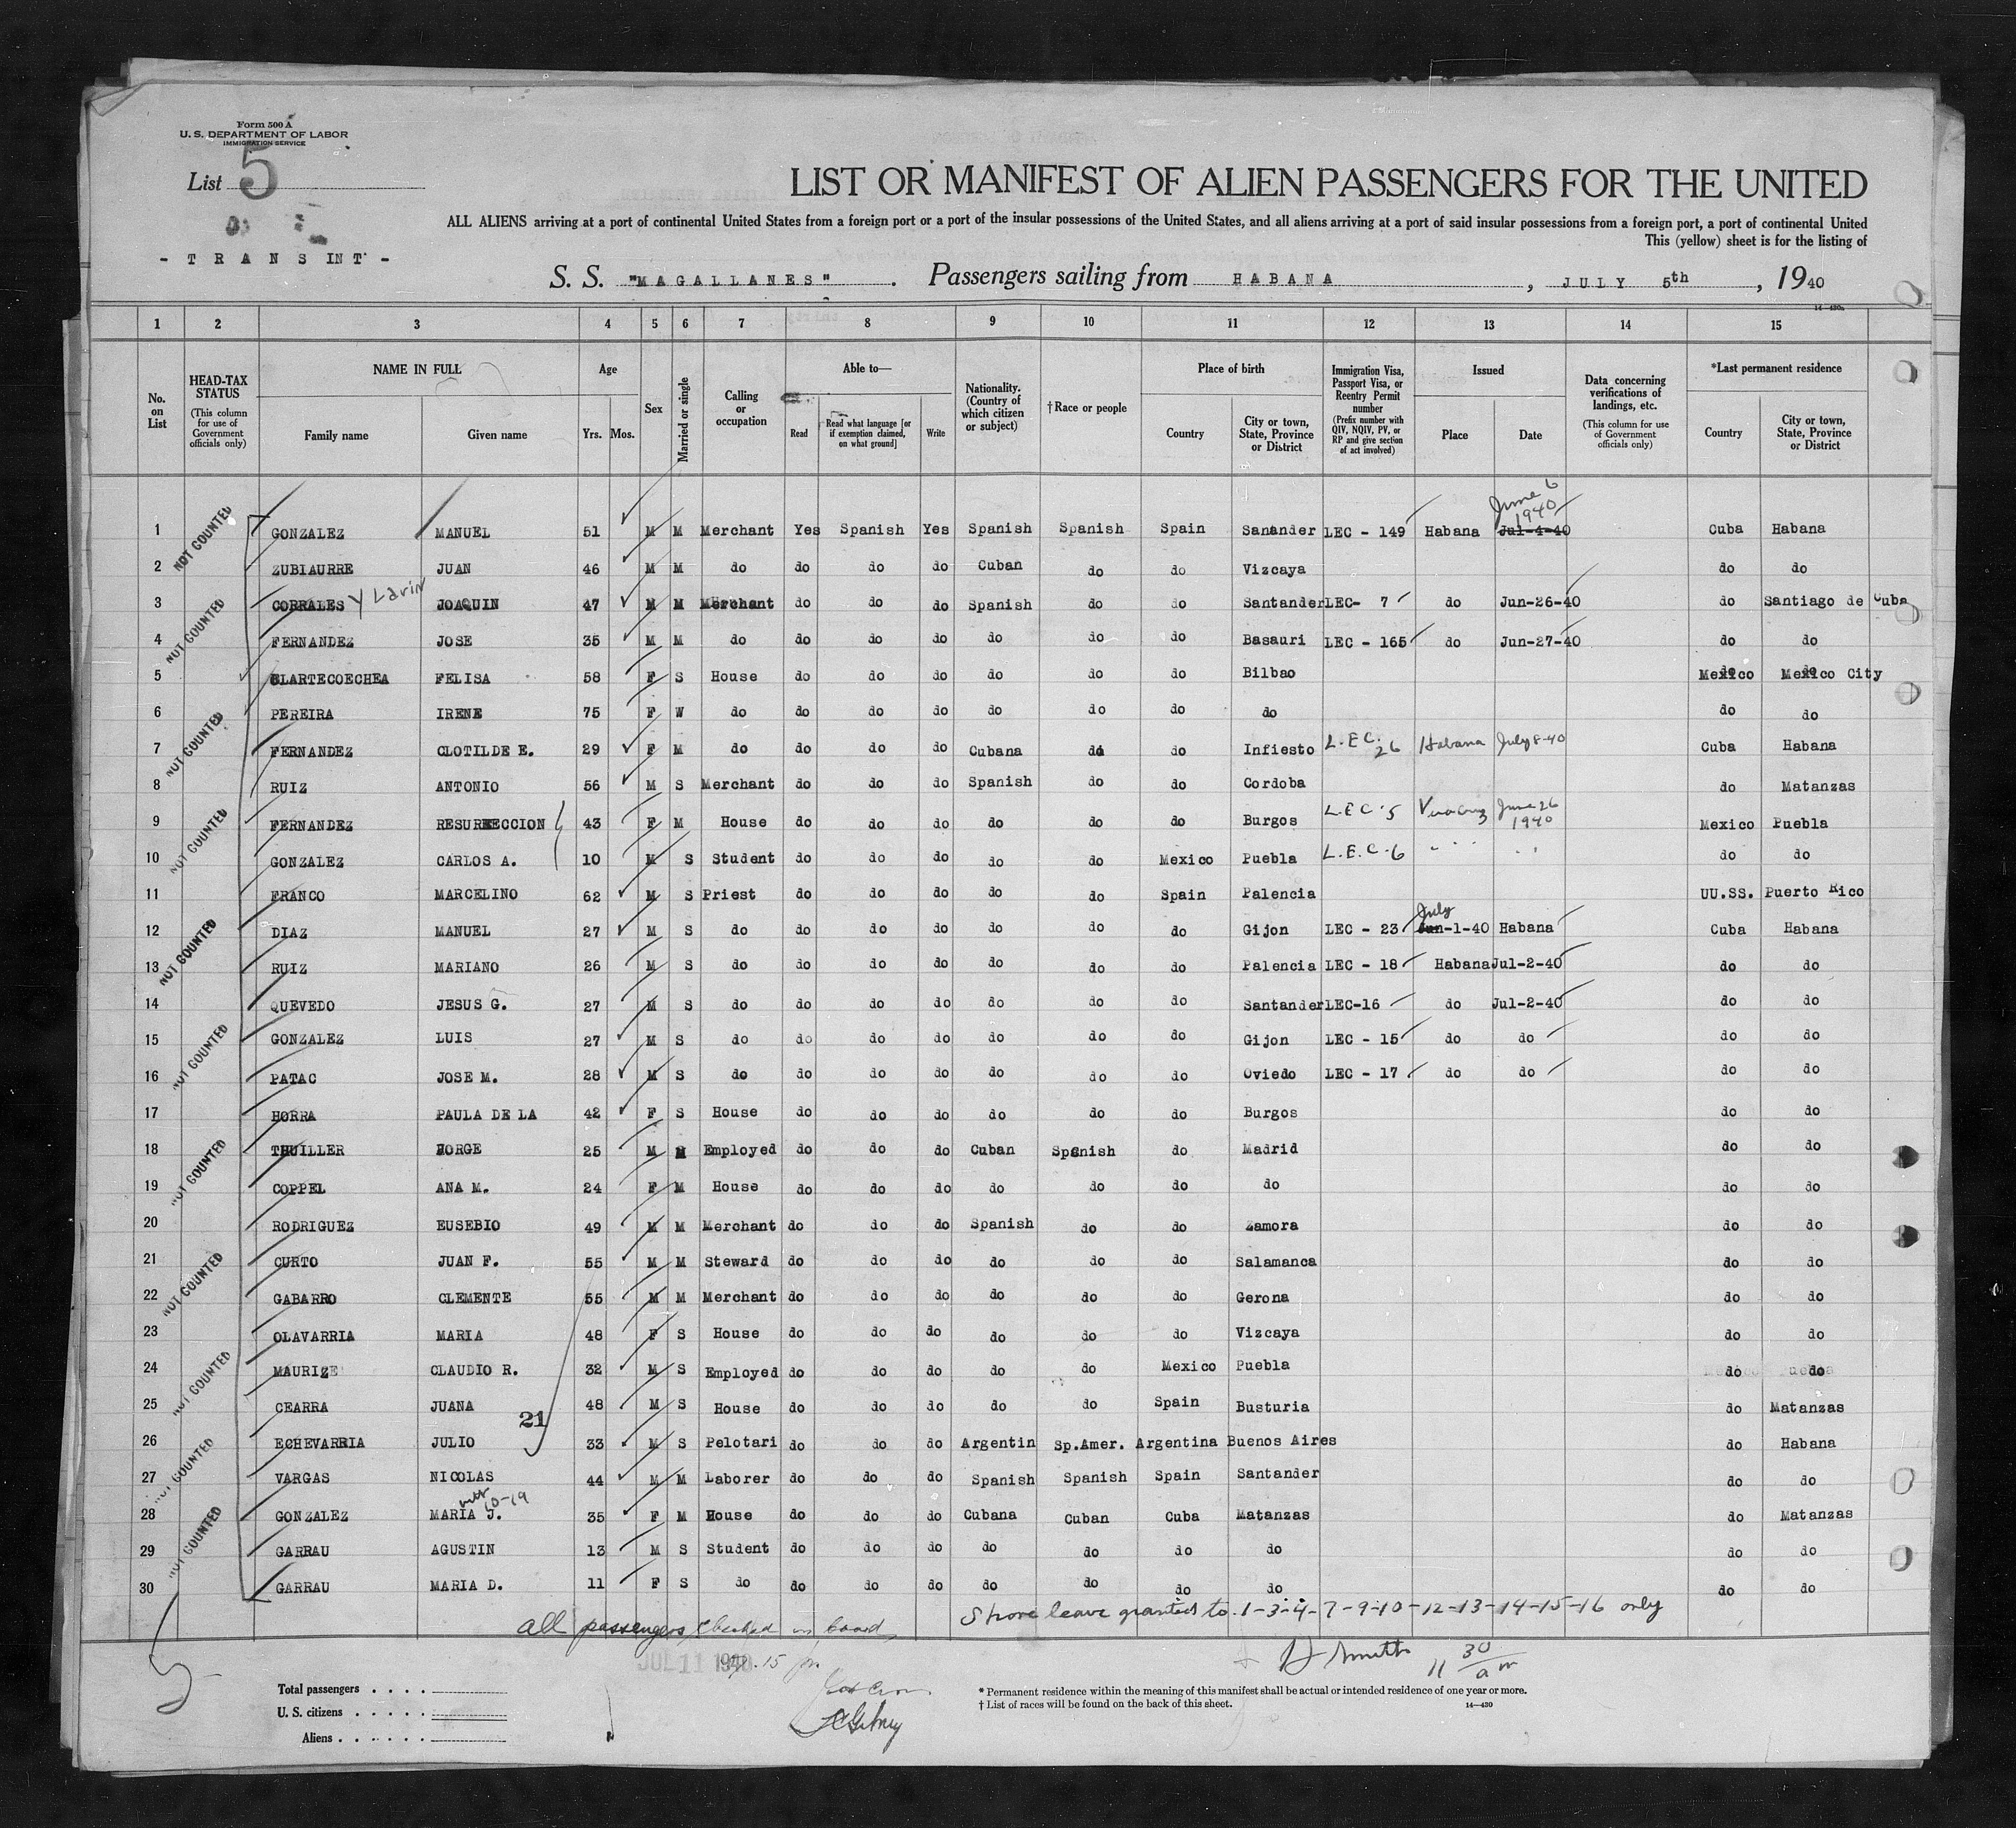 Form 500 A
U. S. DEPARTMENT OF LABOR
IMMIGRATION SERVICE
List 5
- T R A N S IN T -
LIST OR MANIFEST OF ALIEN PASSENGERS FOR THE UNITED
ALL ALIENS arriving at a port of continental United States from a foreign port or a port of the insular possessions of the United States, and all aliens arriving at a port of said insular possessions from a foreign port, a port of continental United
This (yellow) sheet is for the listing of
S. S. "MAGALLANES". Passengers sailing from HABANA, JULY 5th, 1940
14—430a
1 2 3 4 5 6 7 8 9 10 11 12 13 14 15
No. on List
HEAD-TAX STATUS (This column for use of Government officials only)
NAME IN FULL Family name Given name
Age Yrs. Mos.
Sex
Married or single
Calling or occupation
Able to— Read Read what language [or if exemption claimed, on what ground] Write
Nationality. (Country of which citizen or subject)
†Race or people
Place of birth Country City or town, State, Province or District
Immigration Visa, Passport Visa, or Reentry Permit number (Prefix number with QIV, NQIV, PV, or RP and give section of act involved)
Issued Place Date
Data concerning verifications of landings, etc. (This column for use of Government officials only)
*Last permanent residence Country City or town, State, Province or District
June 6 1940
1 GONZALEZ MANUEL 51 M M Merchant Yes Spanish Yes Spanish Spanish Spain Sanander LEC - 149 Habana Jul-4-40 Cuba Habana
2 ZUBIAURRE JUAN 46 M M do do do do Cuban do do Vizcaya do do
3 CORRALES y Lavin JOAQUIN 47 M M Merchant do do do Spanish do do Santander LEC- 7 do Jun-26-40 do Santiago de Cuba
4 FERNANDEZ JOSE 35 M M do do do do do do do Basauri LEC - 165 do Jun-27-40 do do
5 OLARTECOECHEA FELISA 58 F S House do do do do do do Bilbao Mexico Mexico City
6 PEREIRA IRENE 75 F W do do do do do do do do do do
7 FERNANDEZ CLOTILDE E. 29 F M do do do do Cubana do do Infiesto L.E.C. 26 Habana July 8-40 Cuba Habana
8 RUIZ ANTONIO 56 M S Merchant do do do Spanish do do Cordoba do Matanzas
9 FERNANDEZ RESURRECCION 43 F M House do do do do do do Burgos L.E.C-5 Veracruz June 26 1940 Mexico Puebla
10 GONZALEZ CARLOS A. 10 M S Student do do do do do Mexico Puebla L.E.C-6 " " " " do do
11 FRANCO MARCELINO 62 M S Priest do do do do do Spain Palencia UU.SS. Puerto Rico
12 DIAZ MANUEL 27 M S do do do do do do do Gijon LEC - 23 July Jun-1-40 Habana Cuba Habana
13 RUIZ MARIANO 26 M S do do do do do do do Palencia LEC - 18 Habana Jul-2-40 do do
14 QUEVEDO JESUS G. 27 M S do do do do do do do Santander LEC-16 do Jul-2-40 do do
15 GONZALEZ LUIS 27 M S do do do do do do do Gijon LEC - 15 do do do do
16 PATAC JOSE M. 28 M S do do do do do do do Oviedo LEC - 17 do do do do
17 HORRA PAULA DE LA 42 F S House do do do do do do Burgos do do
18 THUILLER JORGE 25 M M Employed do do do Cuban Spanish do Madrid do do
19 COPPEL ANA M. 24 F M House do do do do do do do do do
20 RODRIGUEZ EUSEBIO 49 M M Merchant do do do Spanish do do Zamora do do
21 CURTO JUAN F. 55 M M Steward do do do do do do Salamanca do do
22 GABARRO CLEMENTE 55 M M Merchant do do do do do do Gerona do do
23 OLAVARRIA MARIA 48 F S House do do do do do do Vizcaya do do
24 MAURIZE CLAUDIO R. 32 M S Employed do do do do do Mexico Puebla do do
25 CEARRA JUANA 48 M S House do do do do do Spain Busturia do Matanzas
21
26 ECHEVARRIA JULIO 33 M S Pelotari do do do Argentin Sp.Amer. Argentina Buenos Aires do Habana
27 VARGAS NICOLAS 44 M M Laborer do do do Spanish Spanish Spain Santander do do
10-19
28 GONZALEZ MARIA J. 35 F M House do do do Cubana Cuban Cuba Matanzas do Matanzas
29 GARRAU AGUSTIN 13 M S Student do do do do do do do do do
30 GARRAU MARIA D. 11 F S do do do do do do do do do do
NOT COUNTED
NOT COUNTED
NOT COUNTED
NOT COUNTED
NOT COUNTED
NOT COUNTED
NOT COUNTED
NOT COUNTED
NOT COUNTED
NOT COUNTED
NOT COUNTED
Shore leave granted to 1-3-4-7-9-10-12-13-14-15-16 only
all passengers checked on board
JUL 11 1940
H Smith 11 30 am
Total passengers
U. S. citizens
Aliens
* Permanent residence within the meaning of this manifest shall be actual or intended residence of one year or more.
† List of races will be found on the back of this sheet.
14—430